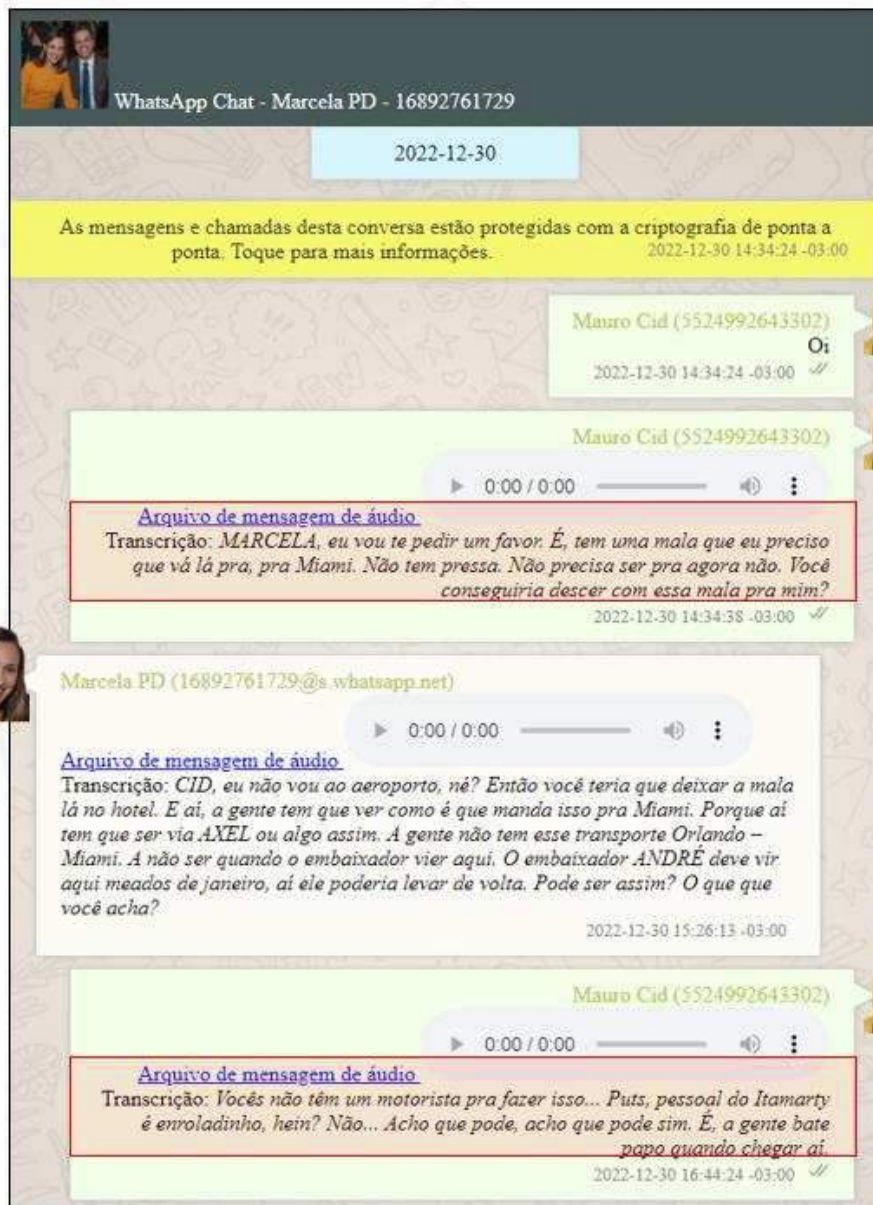 WhatsApp Chat - Marcela PD - 16892761729
2022-12-30
As mensagens e chamadas desta conversa estão protegidas com a criptografia de ponta a
ponta. Toque para mais informações.
2022-12-30 14:34:24 -03:00
Mauro Cid (5524992643302)
Oi
2022-12-30 14:34:24 -03:00
Mauro Cid (5524992643302)
0:00 / 0:00
Arquivo de mensagem de áudio
Transcrição: MARCELA, eu vou te pedir um favor. É, tem uma mala que eu preciso
que vá lá pra, pra Miami. Não tem pressa. Não precisa ser pra agora não. Você
conseguiria descer com essa mala pra mim?
2022-12-30 14:34:38 -03:00
Marcela PD (16892761729@s.whatsapp.net)
0:00 / 0:00
Arquivo de mensagem de áudio
Transcrição: CID, eu não vou ao aeroporto, né? Então você teria que deixar a mala
lá no hotel. E aí, a gente tem que ver como é que manda isso pra Miami. Porque aí
tem que ser via AXEL ou algo assim. A gente não tem esse transporte Orlando –
Miami. A não ser quando o embaixador vier aqui. O embaixador ANDRÉ deve vir
aqui meados de janeiro, aí ele poderia levar de volta. Pode ser assim? O que que
você acha?
2022-12-30 15:26:13 -03:00
Mauro Cid (5524992643302)
0:00 / 0:00
Arquivo de mensagem de áudio
Transcrição: Vocês não têm um motorista pra fazer isso... Puts, pessoal do Itamarty
é enroladinho, hein? Não... Acho que pode, acho que pode sim. É, a gente bate
papo quando chegar aí.
2022-12-30 16:44:24 -03:00